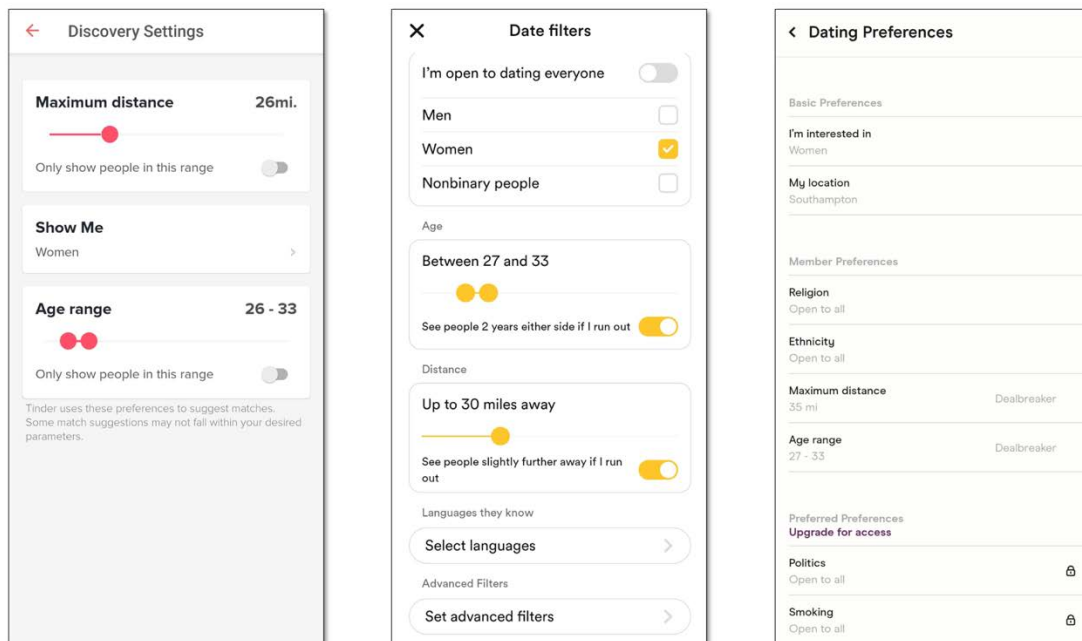 Discovery Settings
Maximum distance 26mi.
Only show people in this range
Show Me
Women
Age range 26 - 33
Only show people in this range
Tinder uses these preferences to suggest matches.
Some match suggestions may not fall within your desired
parameters.
Date filters
I'm open to dating everyone
Men
Women
Nonbinary people
Age
Between 27 and 33
See people 2 years either side if I run out
Distance
Up to 30 miles away
See people slightly further away if I run
out
Languages they know
Select languages
Advanced Filters
Set advanced filters
Dating Preferences
Basic Preferences
I'm interested in
Women
My location
Southampton
Member Preferences
Religion
Open to all
Ethnicity
Open to all
Maximum distance
35 mi Dealbreaker
Age range
27 - 33 Dealbreaker
Preferred Preferences
Upgrade for access
Politics
Open to all
Smoking
Open to all